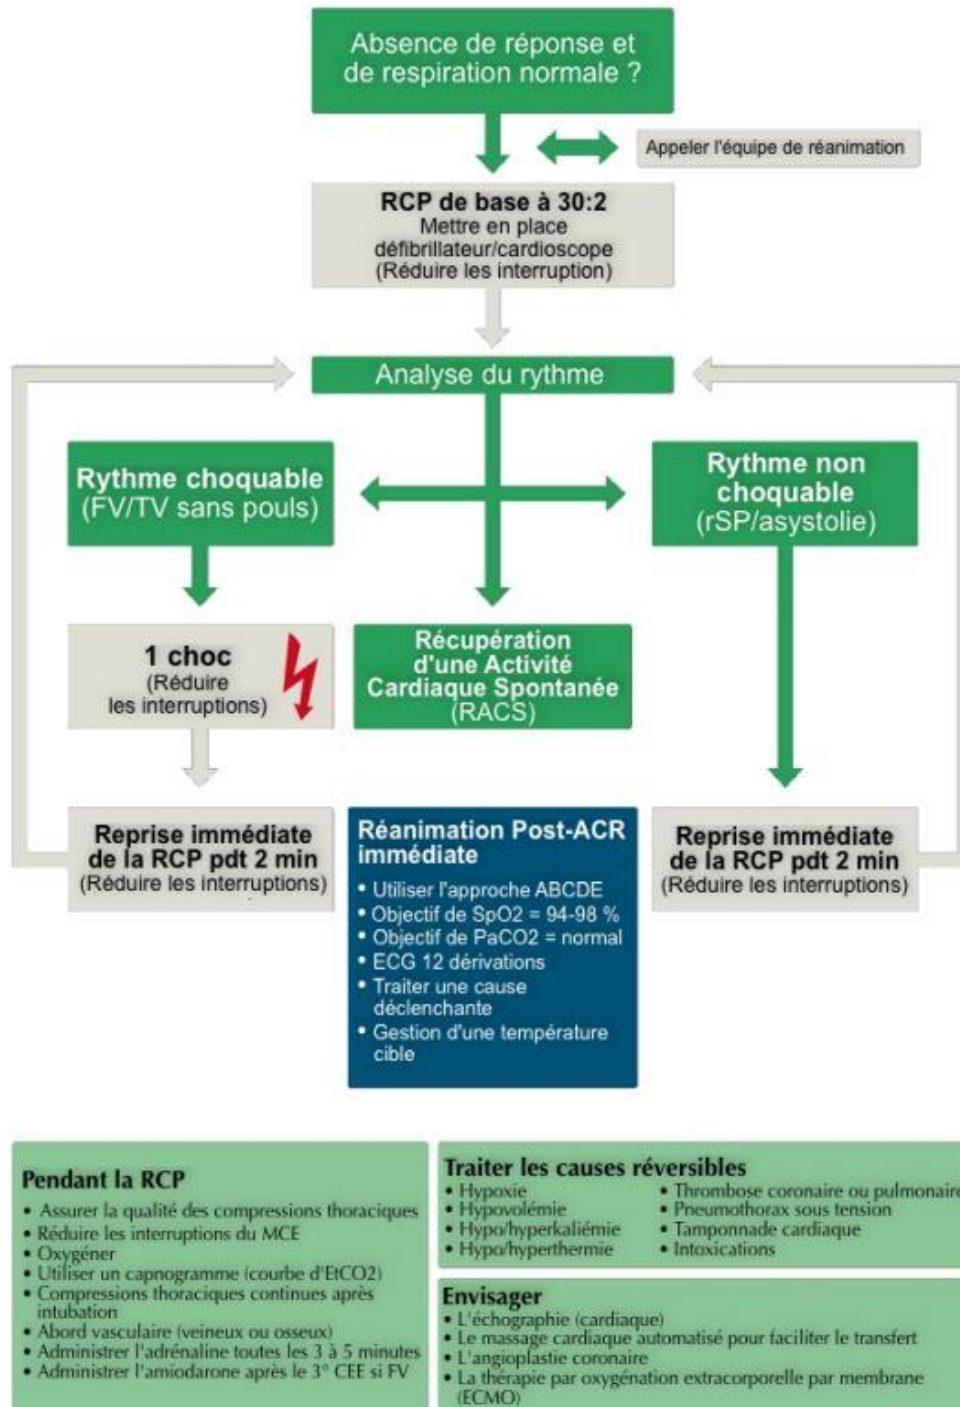 Absence de réponse et
de respiration normale ?
Appeler l'équipe de réanimation
RCP de base à 30:2
Mettre en place
défibrillateur/cardioscope
(Réduire les interruption)
Analyse du rythme
Rythme choquable
(FV/TV sans pouls)
Rythme non
choquable
(rSP/asystolie)
1 choc
(Réduire
les interruptions)
Récupération
d'une Activité
Cardiaque Spontanée
(RACS)
Reprise immédiate
de la RCP pdt 2 min
(Réduire les interruptions)
Réanimation Post-ACR
immédiate
• Utiliser l'approche ABCDE
• Objectif de SpO2 = 94-98 %
• Objectif de PaCO2 = normal
• ECG 12 dérivations
• Traiter une cause
déclenchante
• Gestion d'une température
cible
Reprise immédiate
de la RCP pdt 2 min
(Réduire les interruptions)
Pendant la RCP
• Assurer la qualité des compressions thoraciques
• Réduire les interruptions du MCE
• Oxygéner
• Utiliser un capnogramme (courbe d'EtCO2)
• Compressions thoraciques continues après
intubation
• Abord vasculaire (veineux ou osseux)
• Administrer l'adrénaline toutes les 3 à 5 minutes
• Administrer l'amiodarone après le 3° CEE si FV
Traiter les causes réversibles
• Hypoxie
• Hypovolémie
• Hypo/hyperkaliémie
• Hypo/hyperthermie
• Thrombose coronaire ou pulmonaire
• Pneumothorax sous tension
• Tamponnade cardiaque
• Intoxications
Envisager
• L'échographie (cardiaque)
• Le massage cardiaque automatisé pour faciliter le transfert
• L'angioplastie coronaire
• La thérapie par oxygénation extracorporelle par membrane
(ECMO)